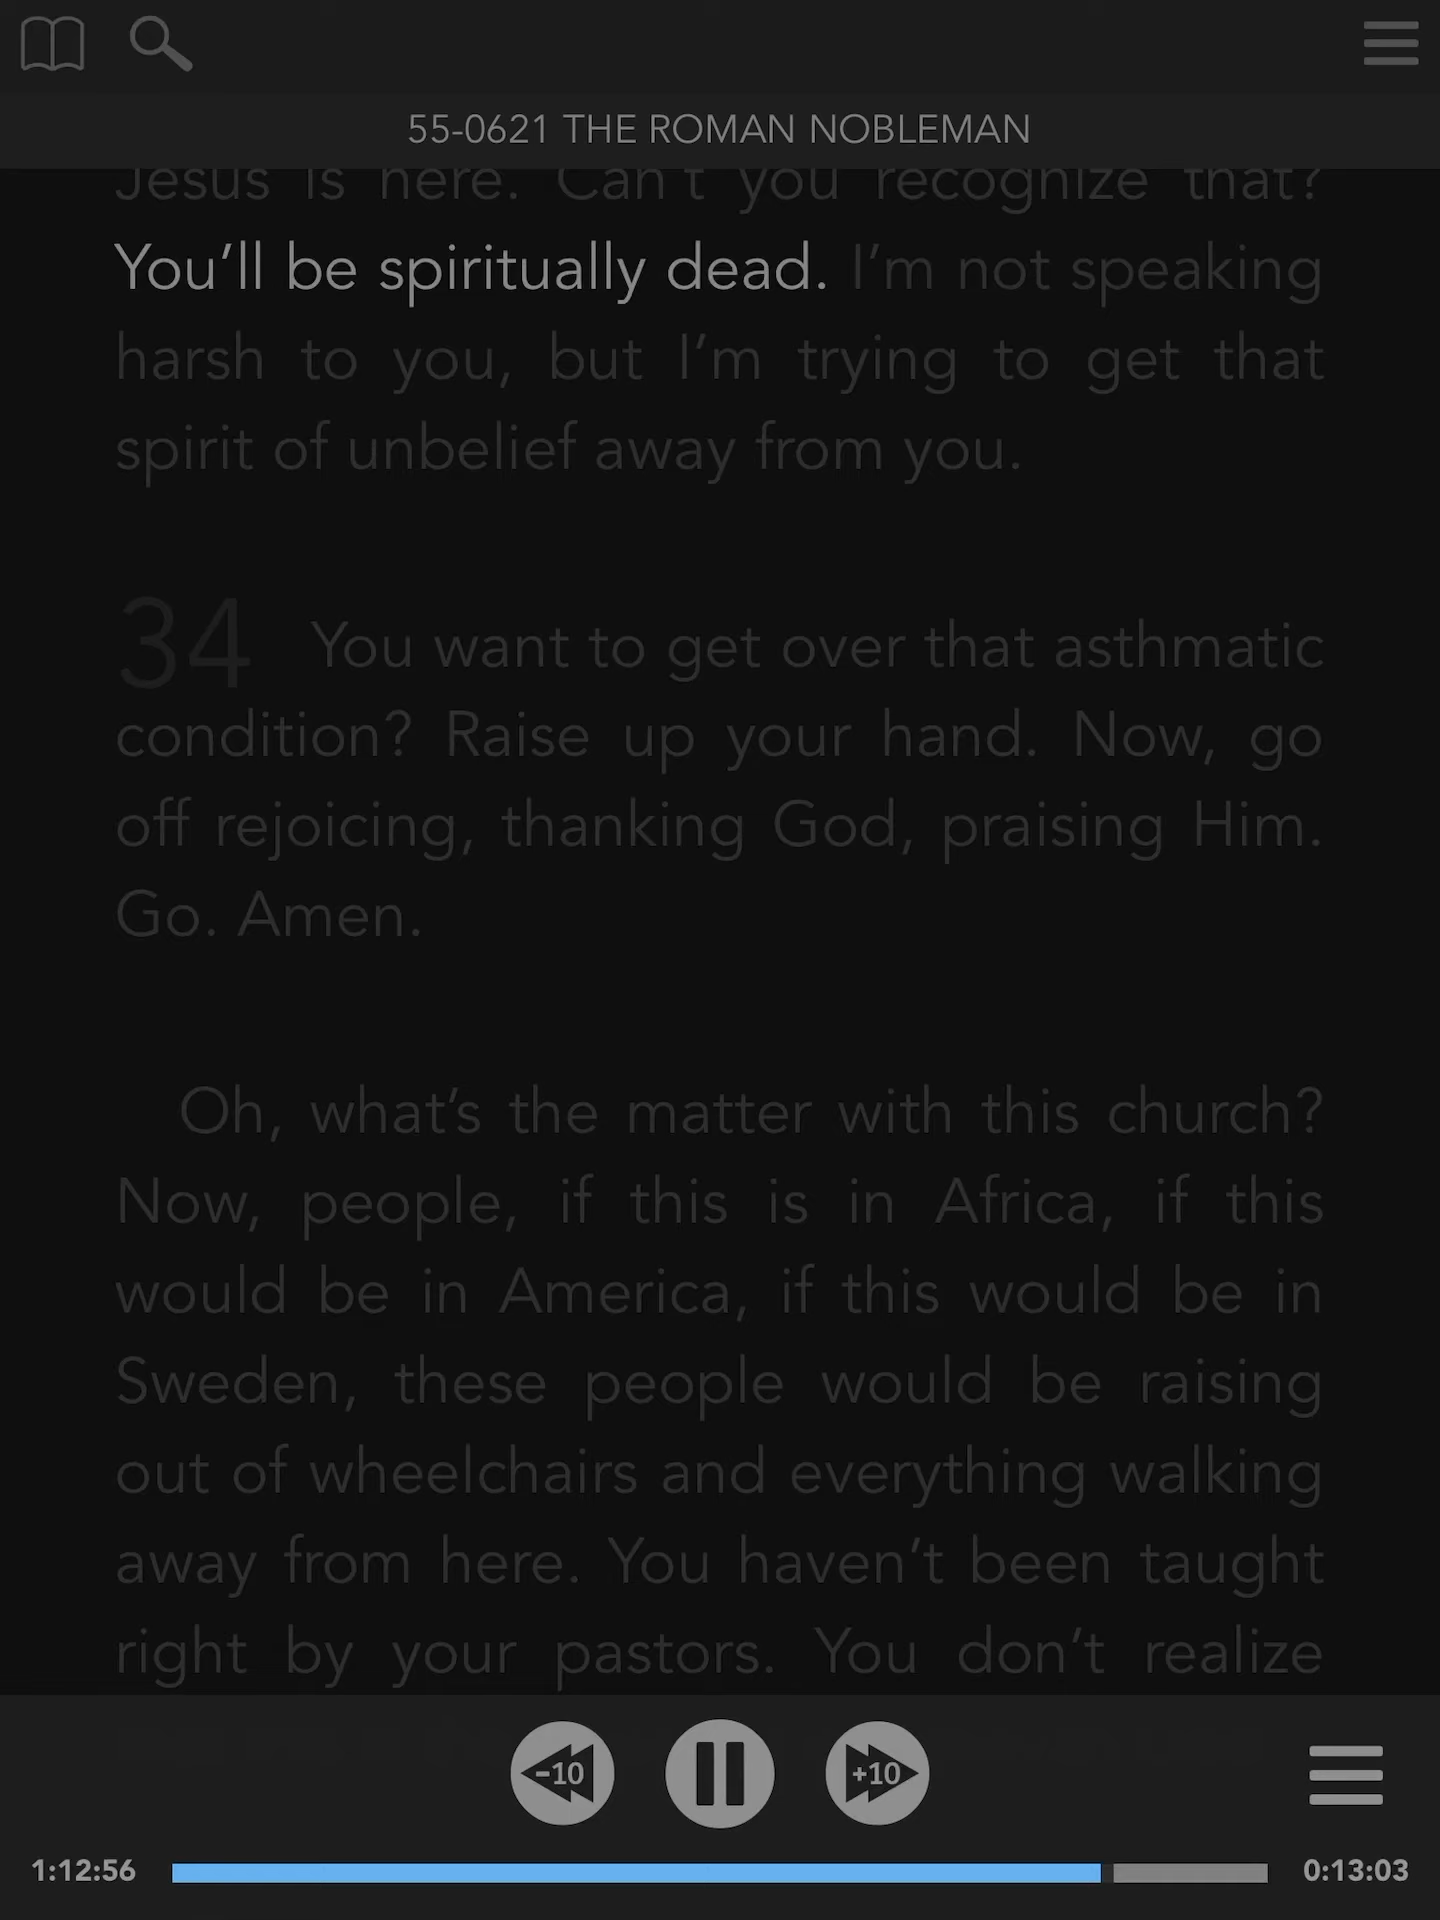 55-0621 THE ROMAN NOBLEMAN
Jesus is here. Can't you recognize that?
You'll be spiritually dead. I'm not speaking
harsh to you, but I'm trying to get that
spirit of unbelief away from you.
34 You want to get over that asthmatic
condition? Raise up your hand. Now, go
off rejoicing, thanking God, praising Him.
Go. Amen.
Oh, what's the matter with this church?
Now, people, if this is in Africa, if this
would be in America, if this would be in
Sweden, these people would be raising
out of wheelchairs and everything walking
away from here. You haven't been taught
right by your pastors. You don't realize
-10 +10
1:12:56 0:13:03